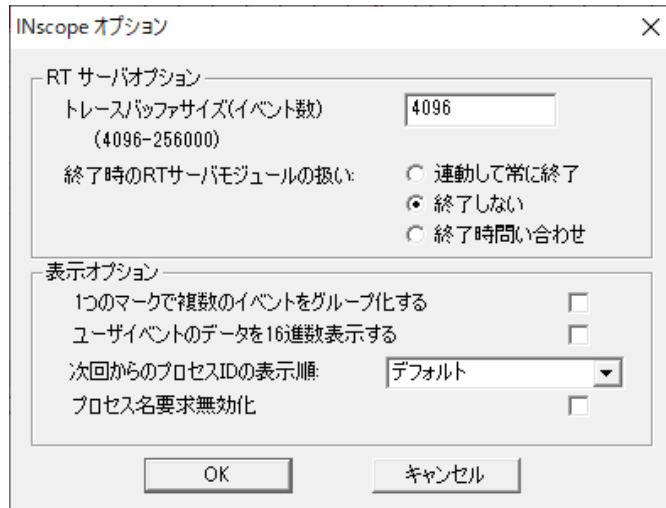 INscope オプション
RT サーバオプション
トレースバッファサイズ(イベント数)
4096
(4096-256000)
終了時のRTサーバモジュールの扱い:
連動して常に終了
終了しない
終了時問い合わせ
表示オプション
1つのマークで複数のイベントをグループ化する
ユーザイベントのデータを16進数表示する
次回からのプロセスIDの表示順:
デフォルト
プロセス名要求無効化
OK
キャンセル